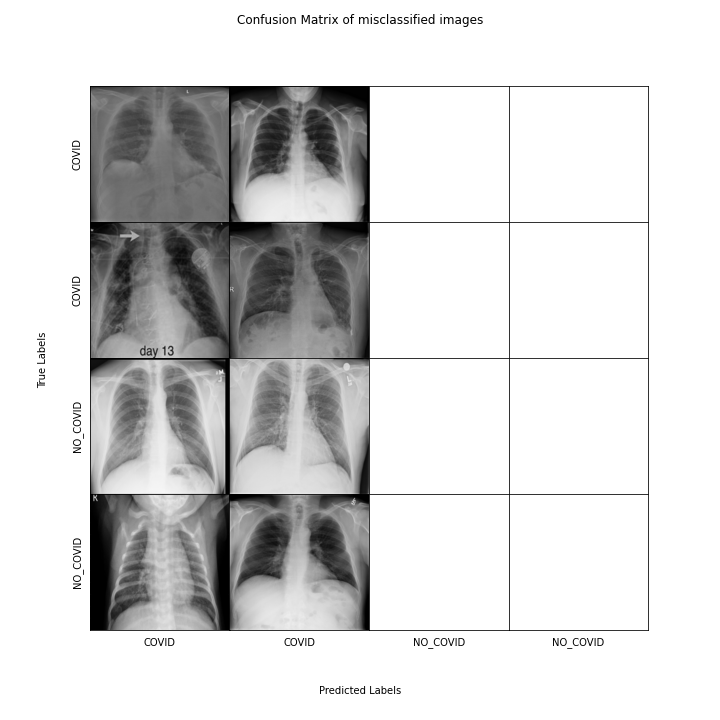 Confusion Matrix of misclassified images
COVID
COVID
day 13
R
True Labels
NO_COVID
NO_COVID
COVID
COVID
NO_COVID
NO_COVID
Predicted Labels